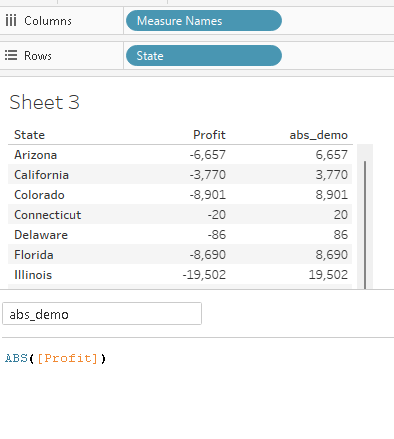 Columns Measure Names
Rows State
Sheet 3
State Profit abs_demo
Arizona -6,657 6,657
California -3,770 3,770
Colorado -8,901 8,901
Connecticut -20 20
Delaware -86 86
Florida -8,690 8,690
Illinois -19,502 19,502
abs_demo
ABS([Profit])